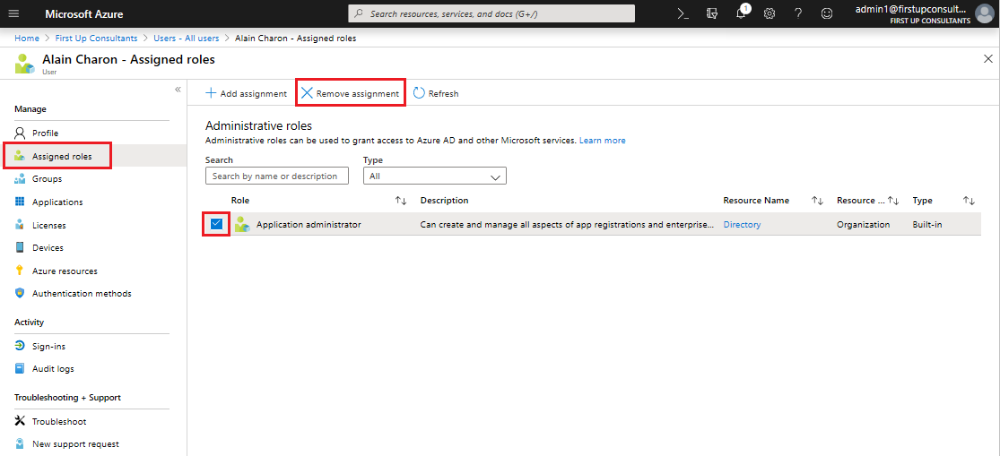 Microsoft Azure
Search resources, services, and docs (G+/)
1
admin1@firstupconsult...
FIRST UP CONSULTANTS
Home > First Up Consultants > Users - All users > Alain Charon - Assigned roles
Alain Charon - Assigned roles
User
«
Manage
Profile
Assigned roles
Groups
Applications
Licenses
Devices
Azure resources
Authentication methods
Activity
Sign-ins
Audit logs
Troubleshooting + Support
Troubleshoot
New support request
Add assignment Remove assignment Refresh
Administrative roles
Administrative roles can be used to grant access to Azure AD and other Microsoft services. Learn more
Search Type
Search by name or description All
Role Description Resource Name Resource ... Type
Application administrator Can create and manage all aspects of app registrations and enterprise... Directory Organization Built-in